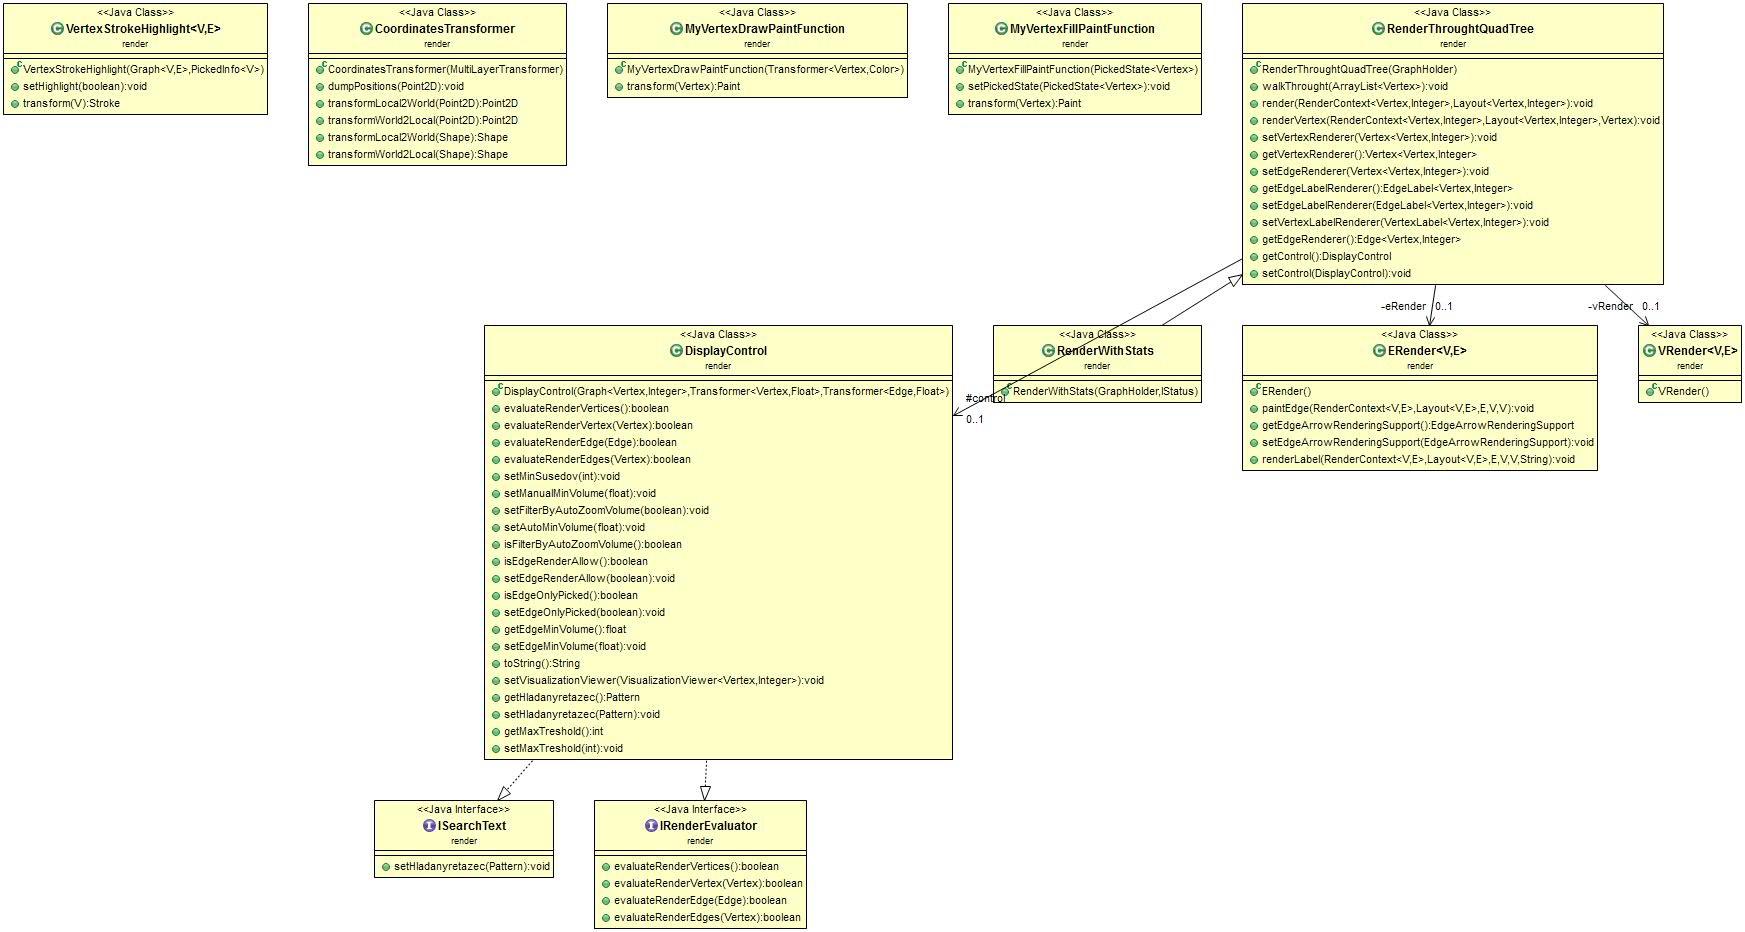 <<Java Class>>
VertexStrokeHighlight<V,E>
render
VertexStrokeHighlight(Graph<V,E>,PickedInfo<V>)
setHighlight(boolean):void
transform(V):Stroke
<<Java Class>>
CoordinatesTransformer
render
CoordinatesTransformer(MultiLayerTransformer)
dumpPositions(Point2D):void
transformLocal2World(Point2D):Point2D
transformWorld2Local(Point2D):Point2D
transformLocal2World(Shape):Shape
transformWorld2Local(Shape):Shape
<<Java Class>>
MyVertexDrawPaintFunction
render
MyVertexDrawPaintFunction(Transformer<Vertex,Color>)
transform(Vertex):Paint
<<Java Class>>
MyVertexFillPaintFunction
render
MyVertexFillPaintFunction(PickedState<Vertex>)
setPickedState(PickedState<Vertex>):void
transform(Vertex):Paint
<<Java Class>>
RenderThroughtQuadTree
render
RenderThroughtQuadTree(GraphHolder)
walkThrought(ArrayList<Vertex>):void
render(RenderContext<Vertex,Integer>,Layout<Vertex,Integer>):void
renderVertex(RenderContext<Vertex,Integer>,Layout<Vertex,Integer>,Vertex):void
setVertexRenderer(Vertex<Vertex,Integer>):void
getVertexRenderer():Vertex<Vertex,Integer>
setEdgeRenderer(Vertex<Vertex,Integer>):void
getEdgeLabelRenderer():EdgeLabel<Vertex,Integer>
setEdgeLabelRenderer(EdgeLabel<Vertex,Integer>):void
setVertexLabelRenderer(VertexLabel<Vertex,Integer>):void
getEdgeRenderer():Edge<Vertex,Integer>
getControl():DisplayControl
setControl(DisplayControl):void
-eRender 0..1
-vRender 0..1
<<Java Class>>
DisplayControl
render
DisplayControl(Graph<Vertex,Integer>,Transformer<Vertex,Float>,Transformer<Edge,Float>)
evaluateRenderVertices():boolean
evaluateRenderVertex(Vertex):boolean
evaluateRenderEdge(Edge):boolean
evaluateRenderEdges(Vertex):boolean
setMinSusedov(int):void
setManualMinVolume(float):void
setFilterByAutoZoomVolume(boolean):void
setAutoMinVolume(float):void
isFilterByAutoZoomVolume():boolean
isEdgeRenderAllow():boolean
setEdgeRenderAllow(boolean):void
isEdgeOnlyPicked():boolean
setEdgeOnlyPicked(boolean):void
getEdgeMinVolume():float
setEdgeMinVolume(float):void
toString():String
setVisualizationViewer(VisualizationViewer<Vertex,Integer>):void
getHladanyretazec():Pattern
setHladanyretazec(Pattern):void
getMaxTreshold():int
setMaxTreshold(int):void
#control
0..1
<<Java Class>>
RenderWithStats
render
RenderWithStats(GraphHolder,IStatus)
<<Java Class>>
ERender<V,E>
render
ERender()
paintEdge(RenderContext<V,E>,Layout<V,E>,E,V,V):void
getEdgeArrowRenderingSupport():EdgeArrowRenderingSupport
setEdgeArrowRenderingSupport(EdgeArrowRenderingSupport):void
renderLabel(RenderContext<V,E>,Layout<V,E>,E,V,V,String):void
<<Java Class>>
VRender<V,E>
render
VRender()
<<Java Interface>>
ISearchText
render
setHladanyretazec(Pattern):void
<<Java Interface>>
IRenderEvaluator
render
evaluateRenderVertices():boolean
evaluateRenderVertex(Vertex):boolean
evaluateRenderEdge(Edge):boolean
evaluateRenderEdges(Vertex):boolean